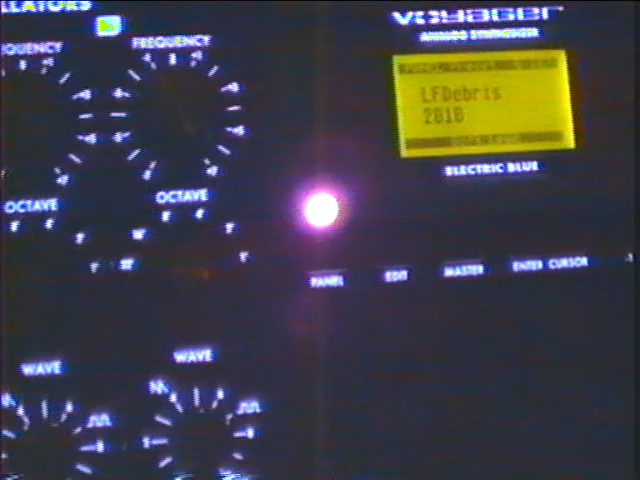 LLATORS
VOYAGER
ANALOG SYNTHESIZER
QUENCY
FREQUENCY
LFDebris
2010
ELECTRIC BLUE
OCTAVE
OCTAVE
PANEL
EDIT
MASTER
ENTER
CURSOR
WAVE
WAVE